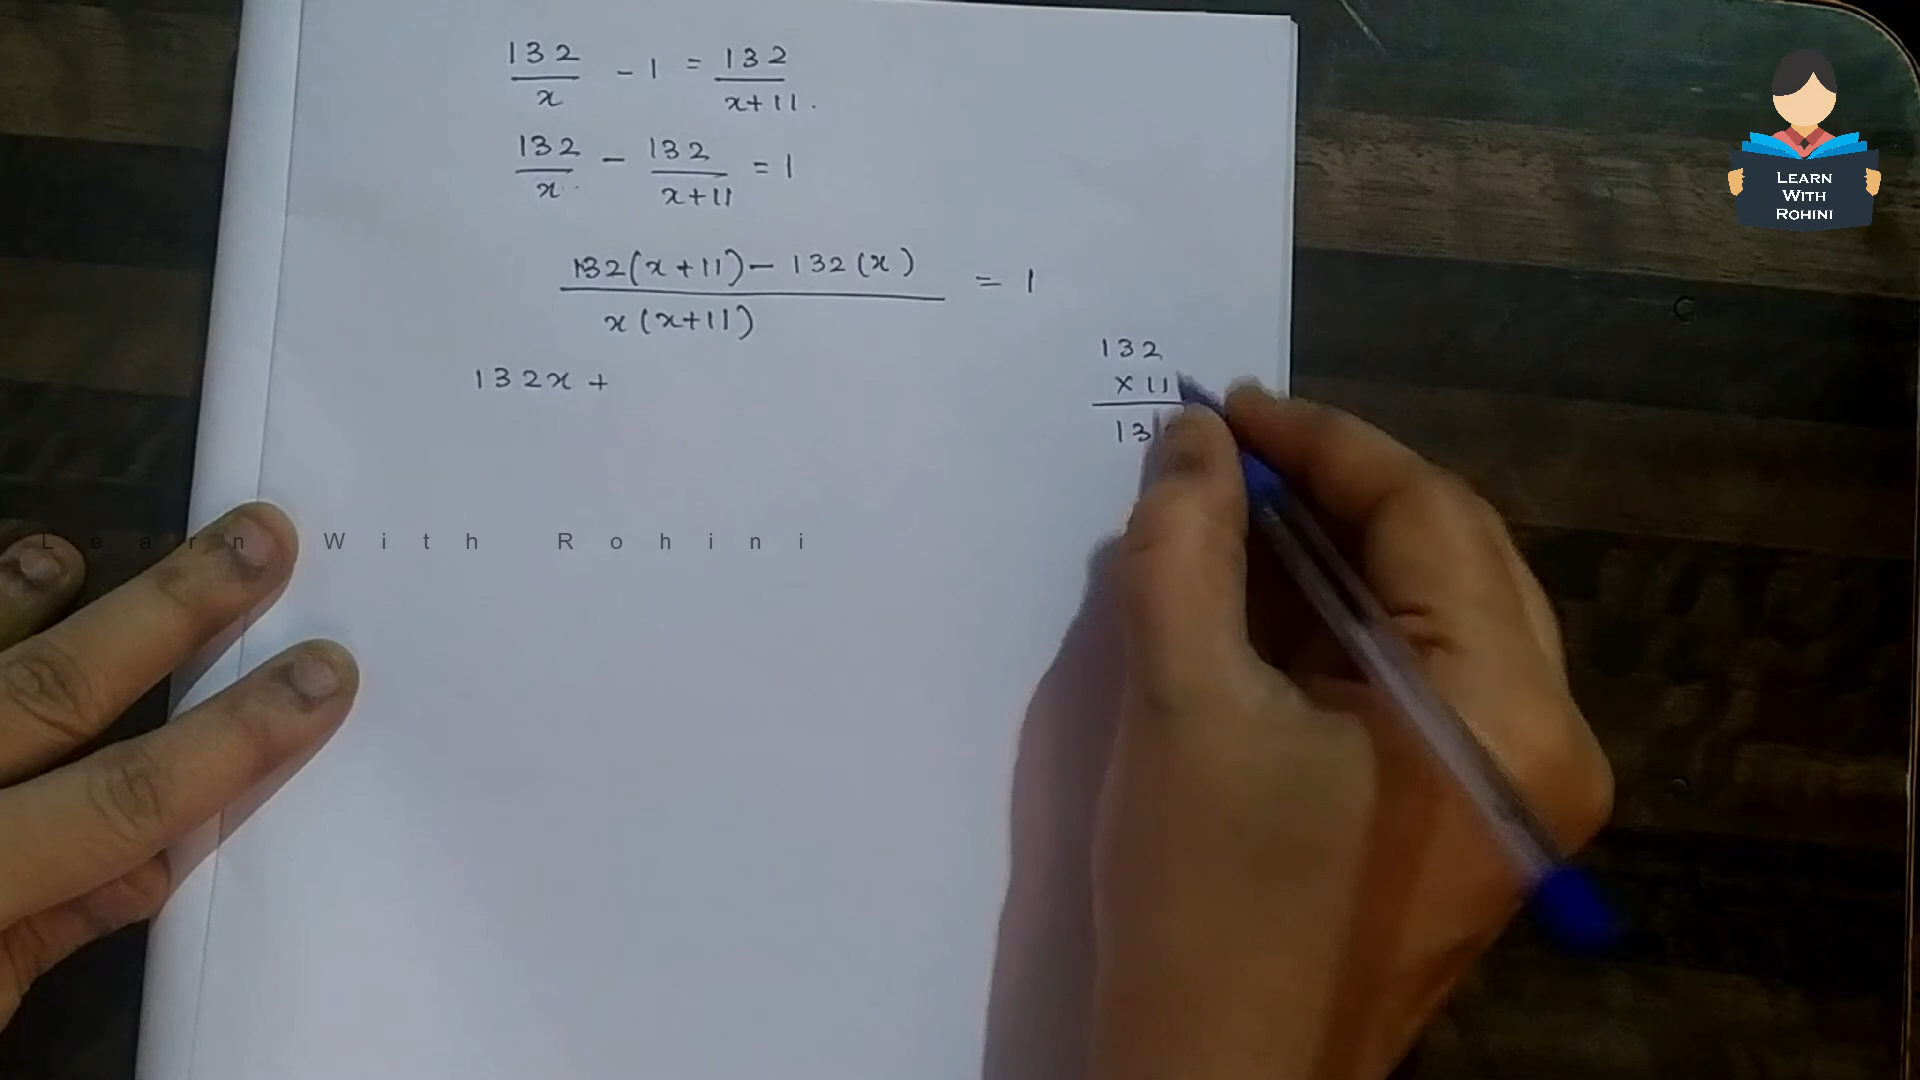 132/x - 1 = 132/x+11.
132/x - 132/x+11 = 1
132(x+11) - 132(x) / x(x+11) = 1
132x +
132
× 11
13
Learn With Rohini
LEARN
WITH
ROHINI